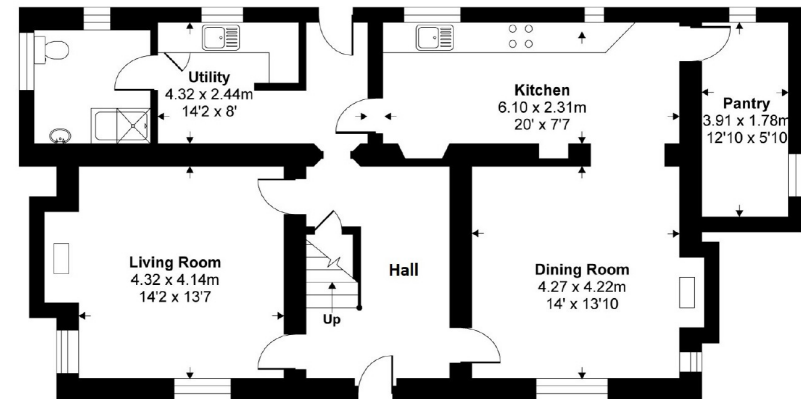 Utility
4.32 x 2.44m
14'2 x 8'
Kitchen
6.10 x 2.31m
20' x 7'7
Pantry
3.91 x 1.78m
12'10 x 5'10
Living Room
4.32 x 4.14m
14'2 x 13'7
Hall
Up
Dining Room
4.27 x 4.22m
14' x 13'10